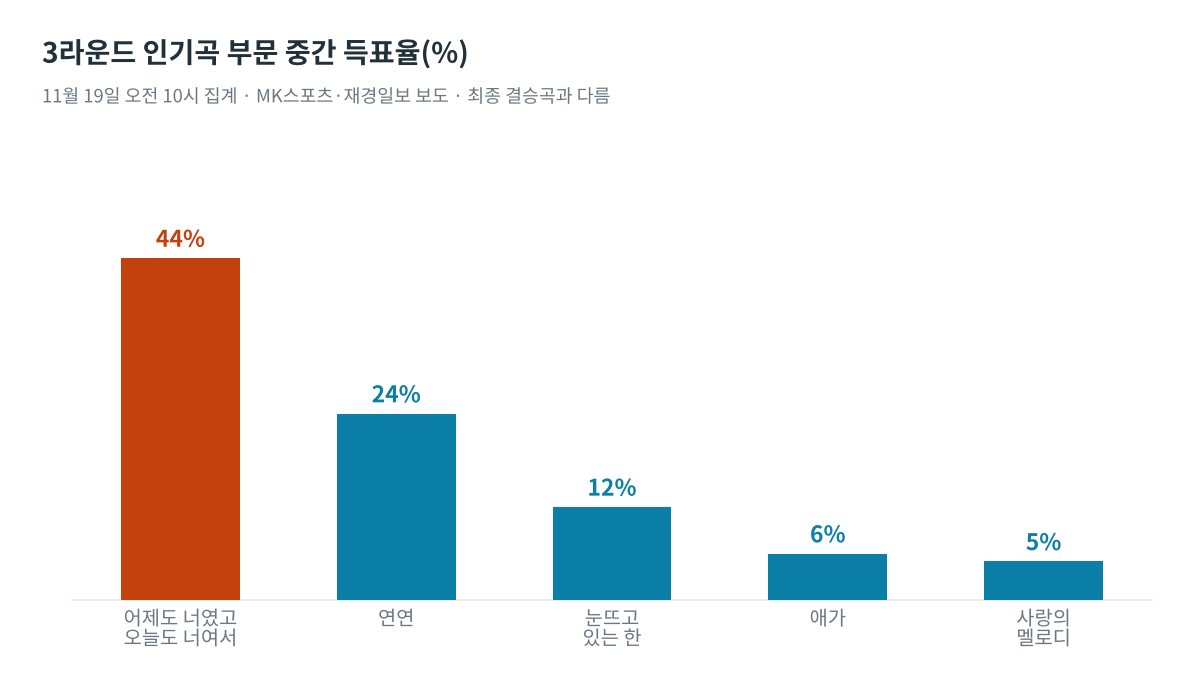 3라운드 인기곡 부문 중간 득표율(%)
11월 19일 오전 10시 집계 · MK스포츠·재경일보 보도 · 최종 결승곡과 다름
44%
24%
12%
6%
5%
어제도 너였고
오늘도 너여서
연연
눈뜨고
있는 한
애가
사랑의
멜로디